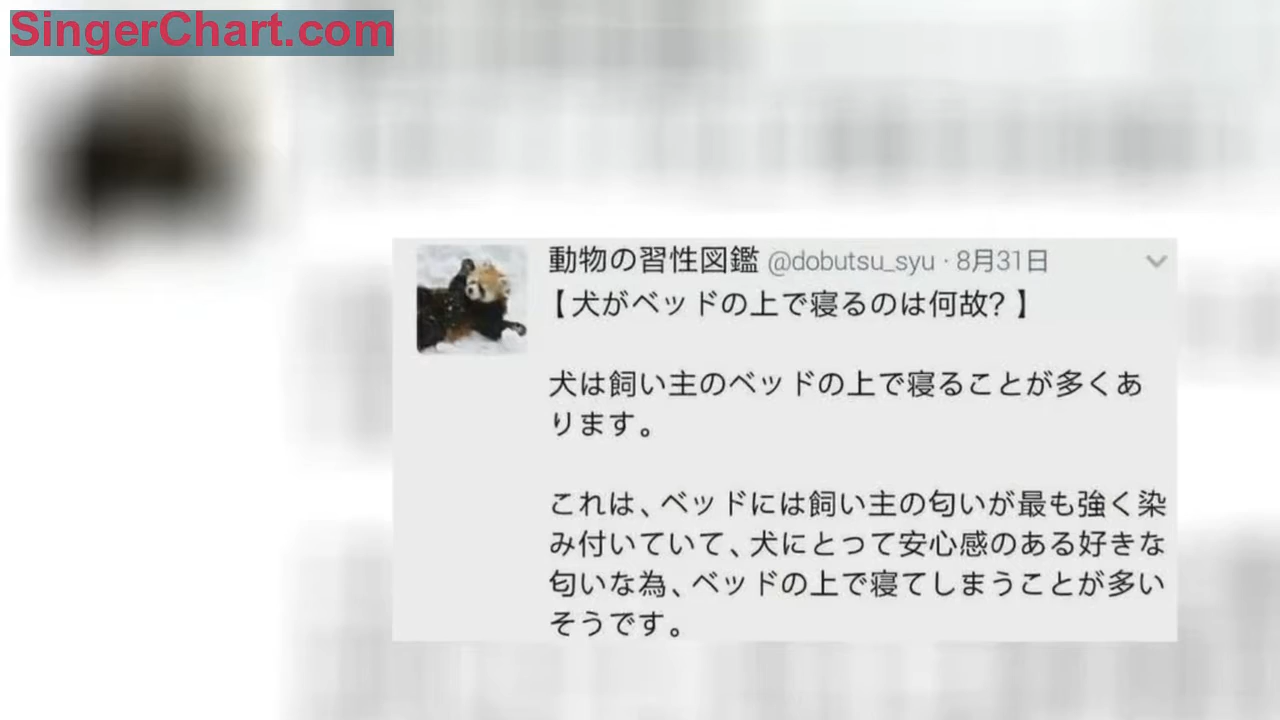 SingerChart.com
動物の習性図鑑 @dobutsu_syu · 8月31日
【犬がベッドの上で寝るのは何故?】
犬は飼い主のベッドの上で寝ることが多くあ
ります。
これは、ベッドには飼い主の匂いが最も強く染
み付いていて、犬にとって安心感のある好きな
匂いな為、ベッドの上で寝てしまうことが多い
そうです。